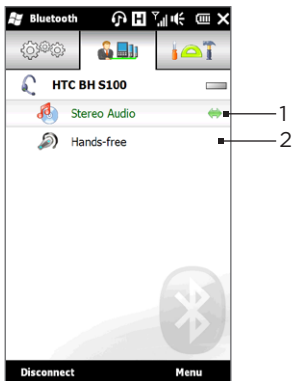 Bluetooth H
HTC BH S100
Stereo Audio 1
Hands-free 2
Disconnect Menu